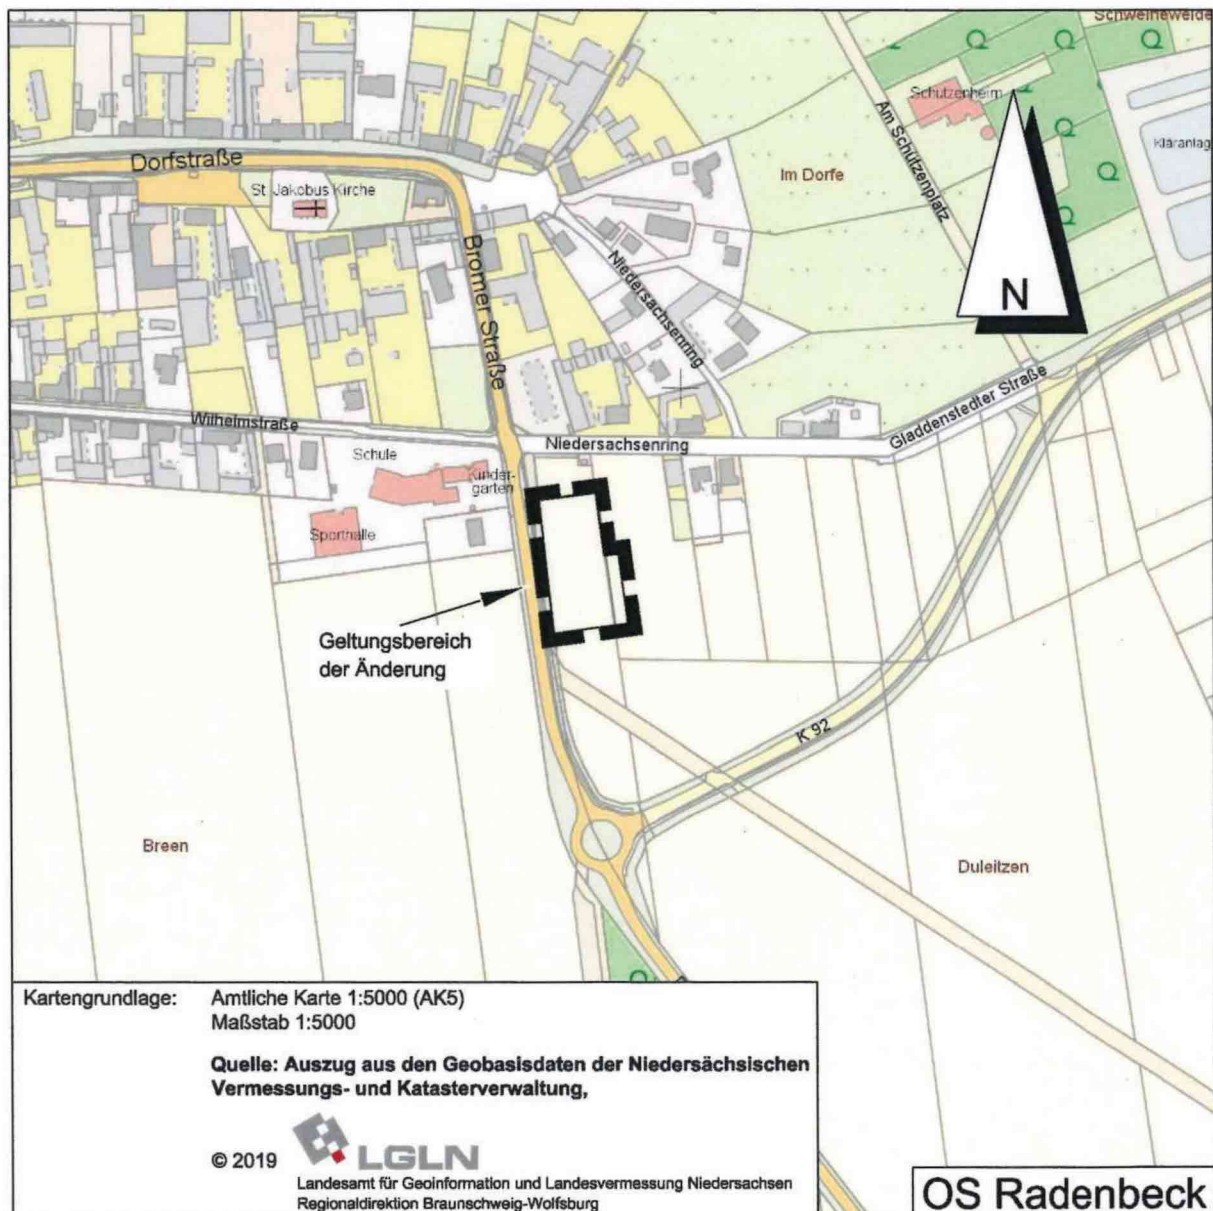 Schweineweide
Schützenheim
Kläranlag
Am Schützenplatz
Im Dorfe
Dorfstraße
St. Jakobus Kirche
Bromer Straße
Niedersachsenring
N
Wilhelmstraße
Niedersachsenring
Gladdenstedter Straße
Schule
Kinder-
garten
Sporthalle
Geltungsbereich
der Änderung
K 92
Breen
Duleitzen
Kartengrundlage: Amtliche Karte 1:5000 (AK5)
Maßstab 1:5000
Quelle: Auszug aus den Geobasisdaten der Niedersächsischen
Vermessungs- und Katasterverwaltung,
© 2019 LGLN
Landesamt für Geoinformation und Landesvermessung Niedersachsen
Regionaldirektion Braunschweig-Wolfsburg
OS Radenbeck